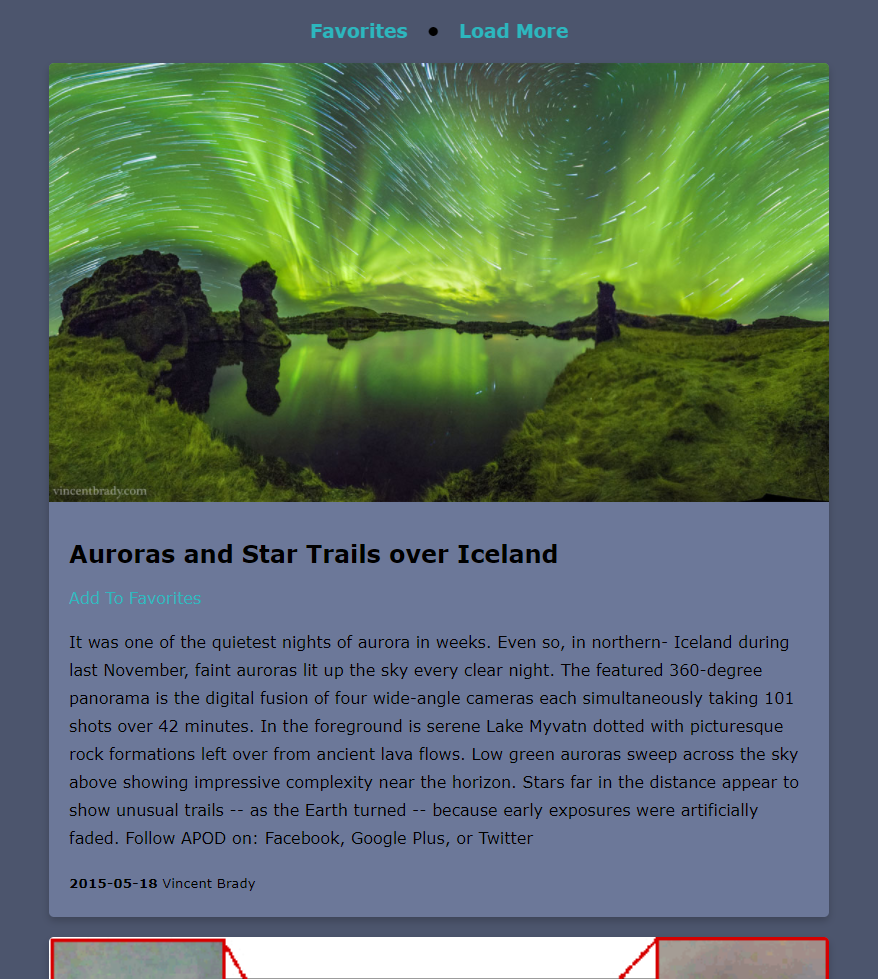 Favorites • Load More
vincentbrady.com
Auroras and Star Trails over Iceland
Add To Favorites
It was one of the quietest nights of aurora in weeks. Even so, in northern- Iceland during
last November, faint auroras lit up the sky every clear night. The featured 360-degree
panorama is the digital fusion of four wide-angle cameras each simultaneously taking 101
shots over 42 minutes. In the foreground is serene Lake Myvatn dotted with picturesque
rock formations left over from ancient lava flows. Low green auroras sweep across the sky
above showing impressive complexity near the horizon. Stars far in the distance appear to
show unusual trails -- as the Earth turned -- because early exposures were artificially
faded. Follow APOD on: Facebook, Google Plus, or Twitter
2015-05-18 Vincent Brady